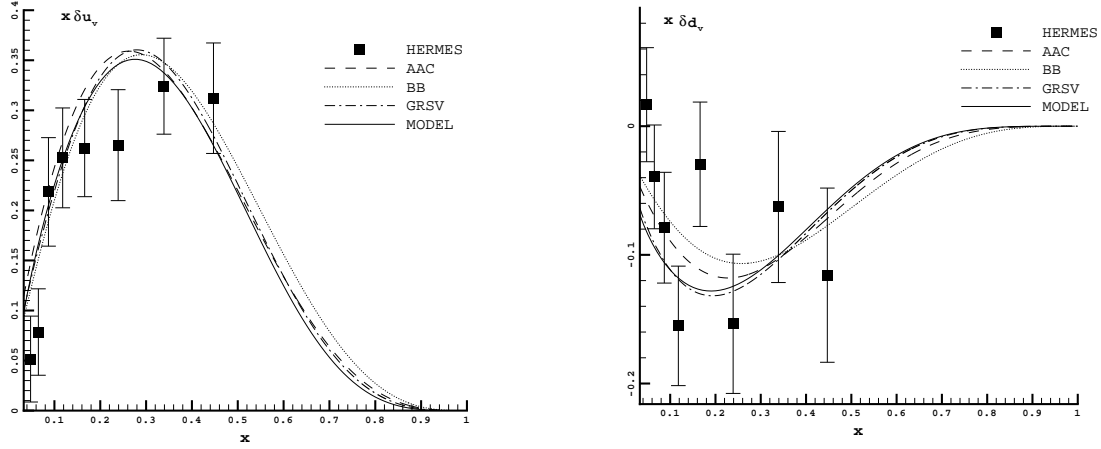 x δu_v
HERMES
AAC
BB
GRSV
MODEL
0.4
0.35
0.3
0.25
0.2
0.15
0.1
0.05
0
0.1 0.2 0.3 0.4 0.5 0.6 0.7 0.8 0.9 1
x
x δd_v
HERMES
AAC
BB
GRSV
MODEL
0
-0.1
-0.2
0.1 0.2 0.3 0.4 0.5 0.6 0.7 0.8 0.9 1
x